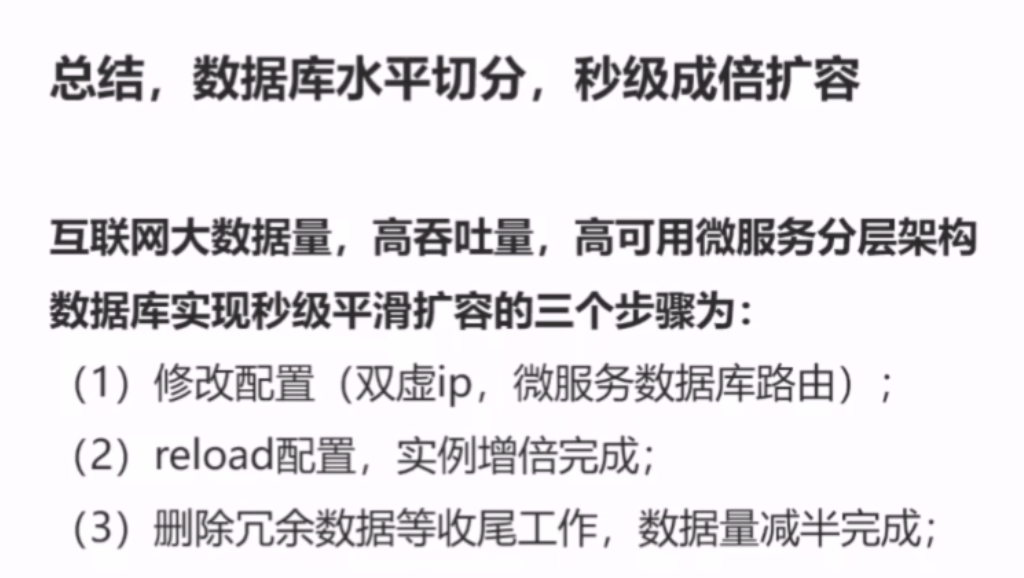 总结，数据库水平切分，秒级成倍扩容
互联网大数据量，高吞吐量，高可用微服务分层架构
数据库实现秒级平滑扩容的三个步骤为：
（1）修改配置（双虚ip，微服务数据库路由）；
（2）reload配置，实例增倍完成；
（3）删除冗余数据等收尾工作，数据量减半完成；